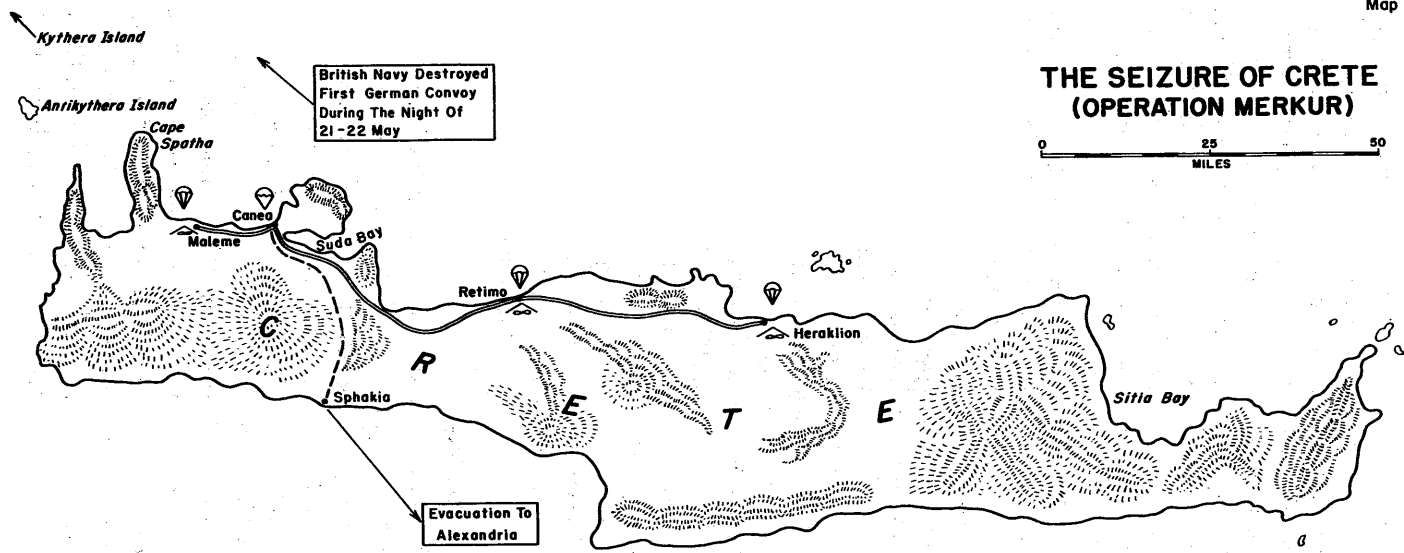 Map
Kythera Island
British Navy Destroyed
First German Convoy
During The Night Of
21-22 May
THE SEIZURE OF CRETE
(OPERATION MERKUR)
0 25 50
MILES
Antikythera Island
Cape
Spatha
Canea
Maleme
Suda Bay
Retimo
Heraklion
C R E T E
Sphakia
Sitia Bay
Evacuation To
Alexandria